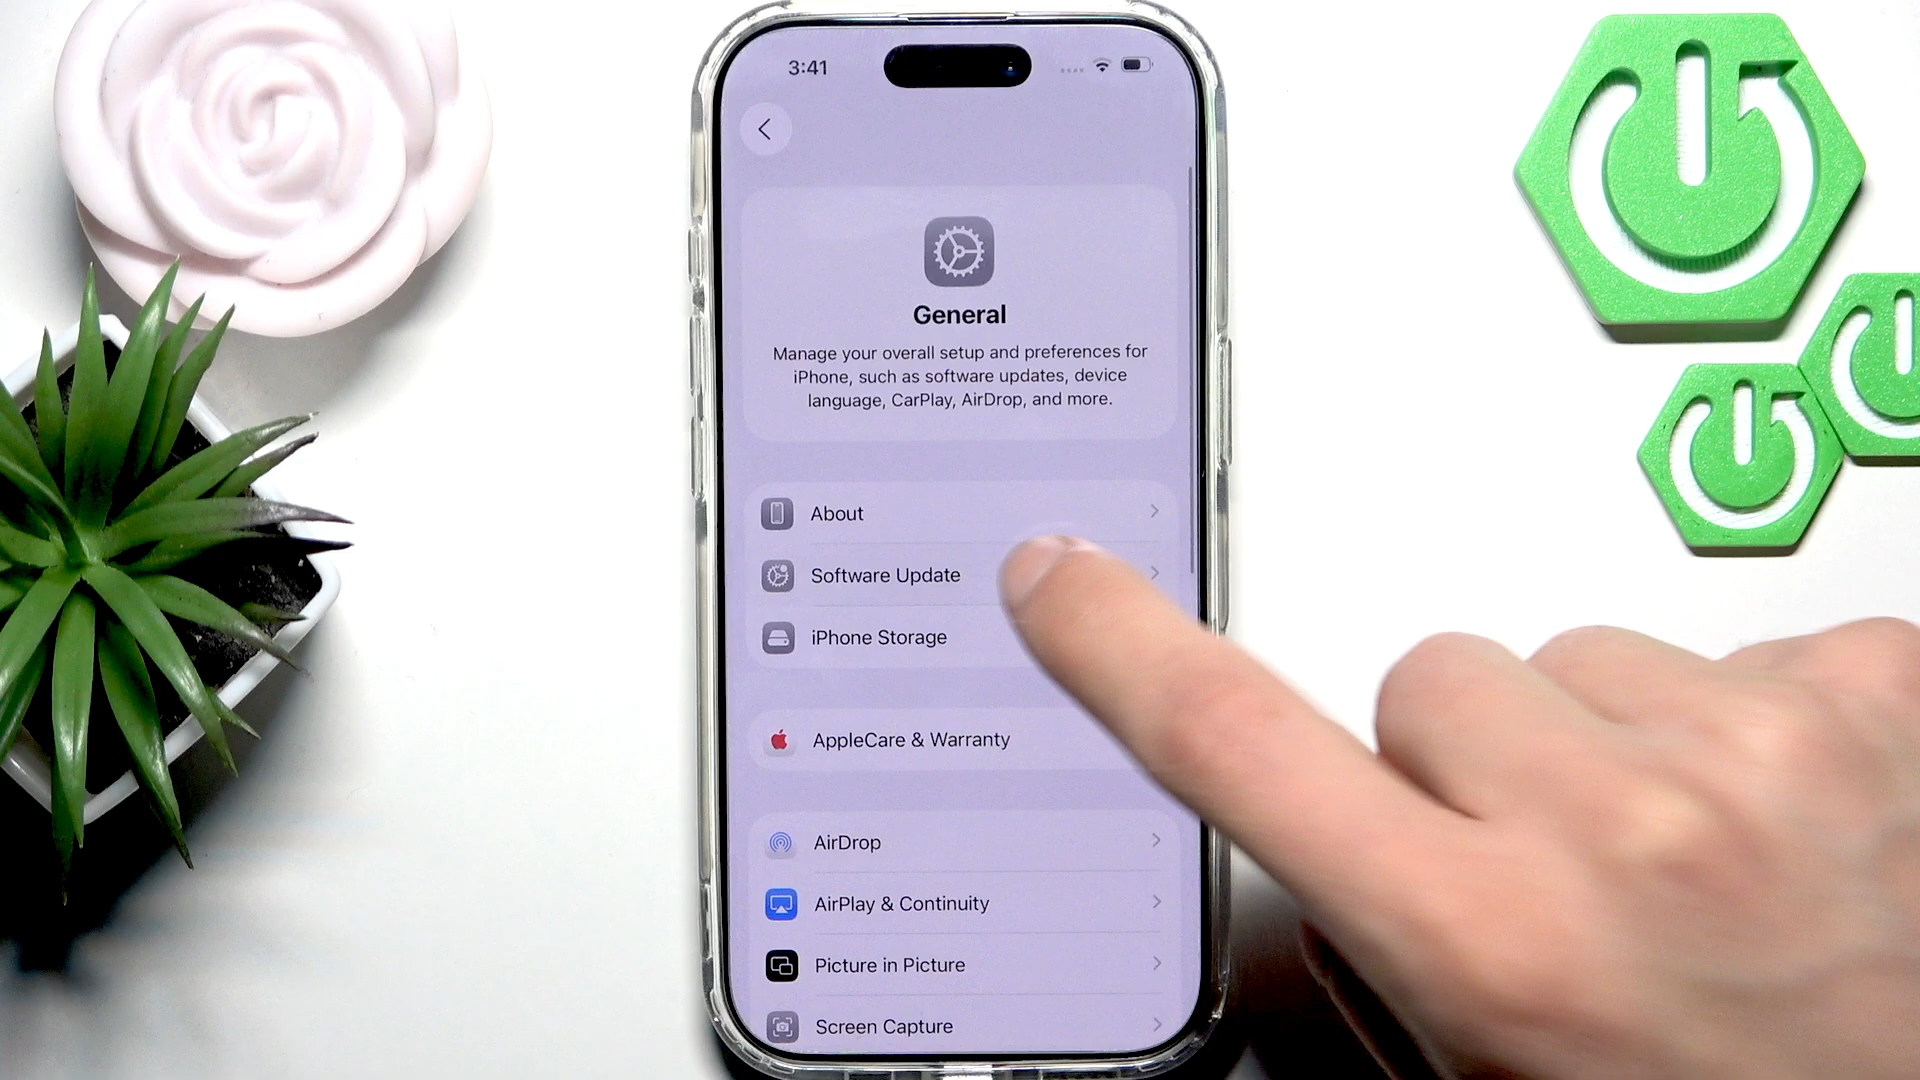 3:41
General
Manage your overall setup and preferences for
iPhone, such as software updates, device
language, CarPlay, AirDrop, and more.
About
Software Update
iPhone Storage
AppleCare & Warranty
AirDrop
AirPlay & Continuity
Picture in Picture
Screen Capture